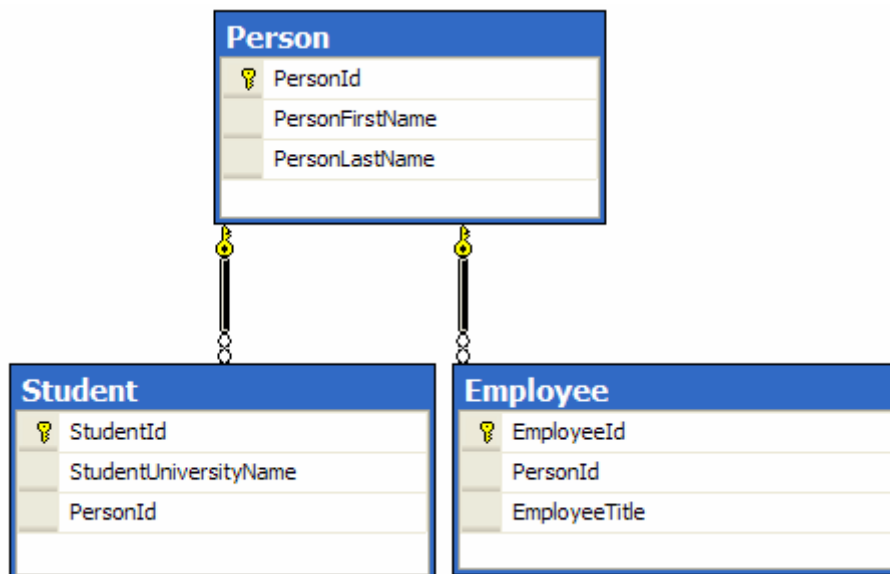 Person
PersonId
PersonFirstName
PersonLastName
Student
StudentId
StudentUniversityName
PersonId
Employee
EmployeeId
PersonId
EmployeeTitle